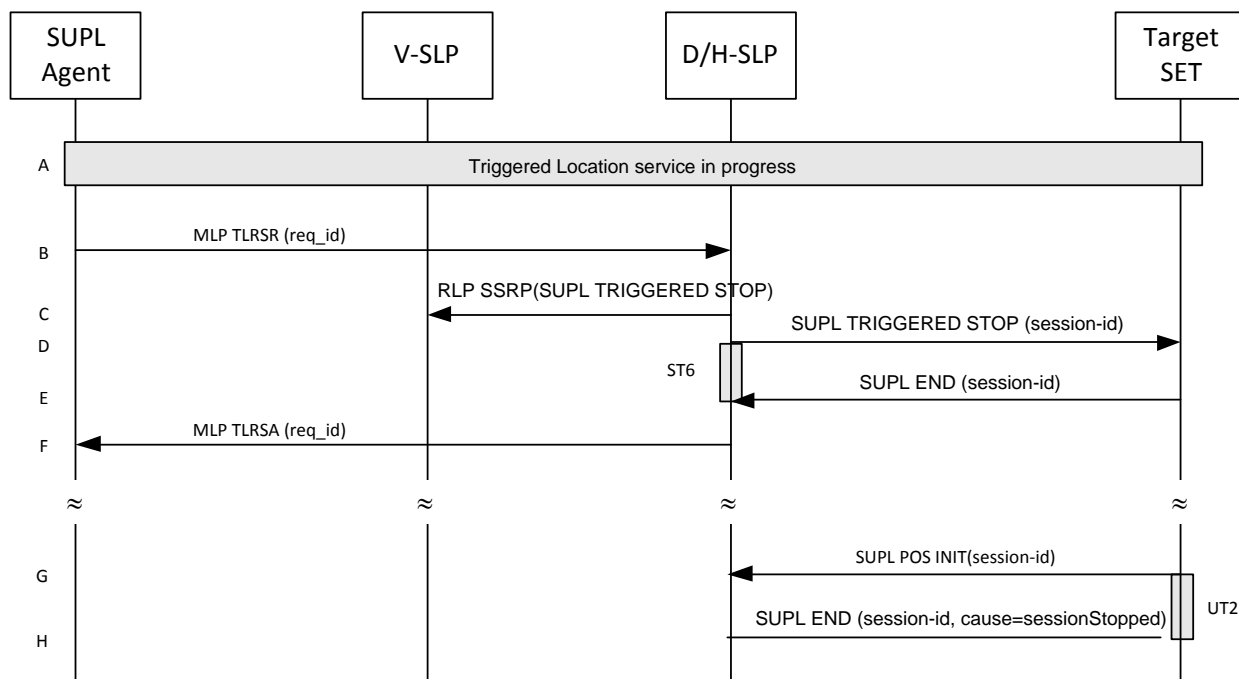 SUPL
Agent
V-SLP
D/H-SLP
Target
SET
A
Triggered Location service in progress
B
MLP TLRSR (req_id)
C
RLP SSRP(SUPL TRIGGERED STOP)
D
SUPL TRIGGERED STOP (session-id)
ST6
E
SUPL END (session-id)
F
MLP TLRSA (req_id)
≈ ≈ ≈ ≈
G
SUPL POS INIT(session-id)
UT2
H
SUPL END (session-id, cause=sessionStopped)